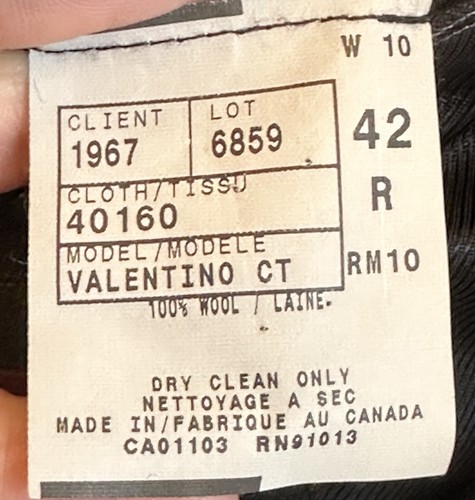 W 10
CLIENT LOT
1967 6859 42
CLOTH/TISSU R
40160
MODEL/MODELE
VALENTINO CT RM10
100% WOOL / LAINE.
DRY CLEAN ONLY
NETTOYAGE A SEC
MADE IN/FABRIQUE AU CANADA
CA01103 RN91013